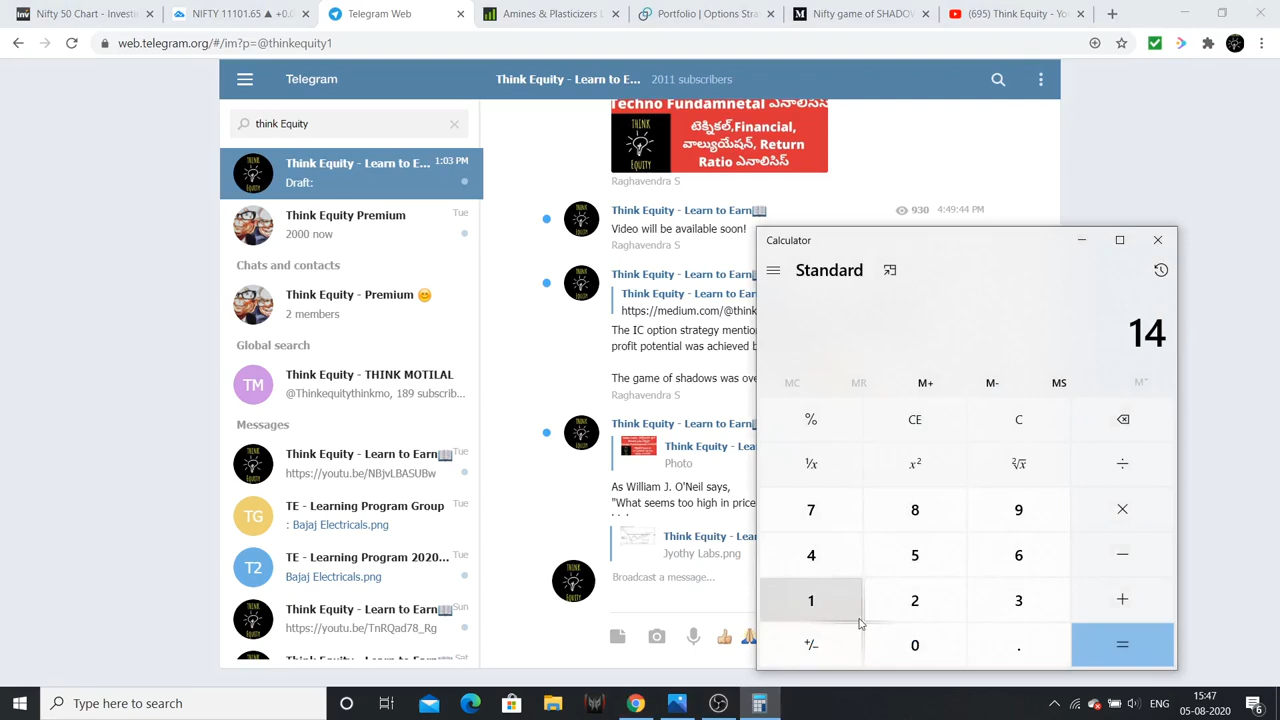 4) Chart - Investi
NIFTY 11101.65 ▲ +0.
Telegram Web
Amines & Plasticizers L
Portfolio | Options Stra
Nifty game of SHADOV
(695) Think Equity - You
web.telegram.org/#/im?p=@thinkequity1
Telegram
Think Equity - Learn to E...
2011 subscribers
think Equity
Think Equity - Learn to E...
1:03 PM
Draft:
Think Equity Premium
Tue
2000 now
Chats and contacts
Think Equity - Premium 😊
2 members
Global search
TM
Think Equity - THINK MOTILAL
@Thinkequitythinkmo, 189 subscrib...
Messages
Think Equity - Learn to Earn📖
Tue
https://youtu.be/NBjvLBASUBw
TG
TE - Learning Program Group
Tue
: Bajaj Electricals.png
T2
TE - Learning Program 2020...
Tue
Bajaj Electricals.png
Think Equity - Learn to Earn📖
Sun
https://youtu.be/TnRQad78_Rg
Sat
Techno Fundamnetal ఎనాలిసిస్
THINK
EQUITY
టెక్నికల్,Financial,
వాల్యుయేషన్, Return
Ratio ఎనాలిసిస్
Raghavendra S
Think Equity - Learn to Earn📖
930
4:49:44 PM
Video will be available soon!
Raghavendra S
Think Equity - Learn to Earn
Think Equity - Learn to Ear
https://medium.com/@think
The IC option strategy mentio
profit potential was achieved b
The game of shadows was ove
Raghavendra S
Think Equity - Learn to Earn
Think Equity - Lea
Photo
As William J. O'Neil says,
"What seems too high in price
Think Equity - Lear
Jyothy Labs.png
Broadcast a message...
Calculator
Standard
14
MC
MR
M+
M-
MS
M˅
%
CE
C
⌫
¹/x
x²
²√x
÷
7
8
9
×
4
5
6
−
1
2
3
+
+/−
0
.
=
Type here to search
ENG
15:47
05-08-2020
6